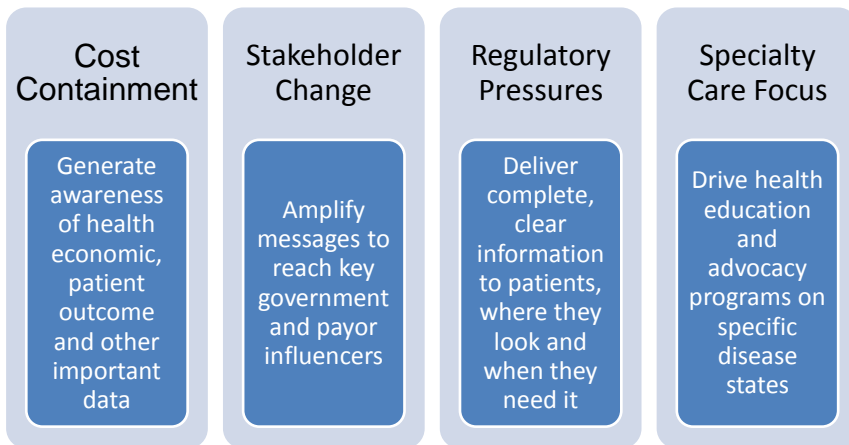 Cost
Containment
Generate
awareness
of health
economic,
patient
outcome
and other
important
data
Stakeholder
Change
Amplify
messages to
reach key
government
and payor
influencers
Regulatory
Pressures
Deliver
complete,
clear
information
to patients,
where they
look and
when they
need it
Specialty
Care Focus
Drive health
education
and
advocacy
programs on
specific
disease
states